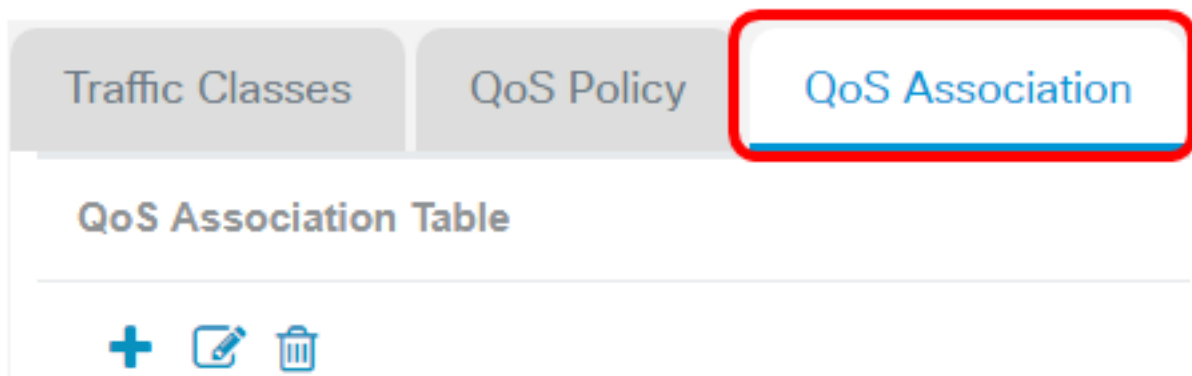 Traffic Classes QoS Policy QoS Association
QoS Association Table